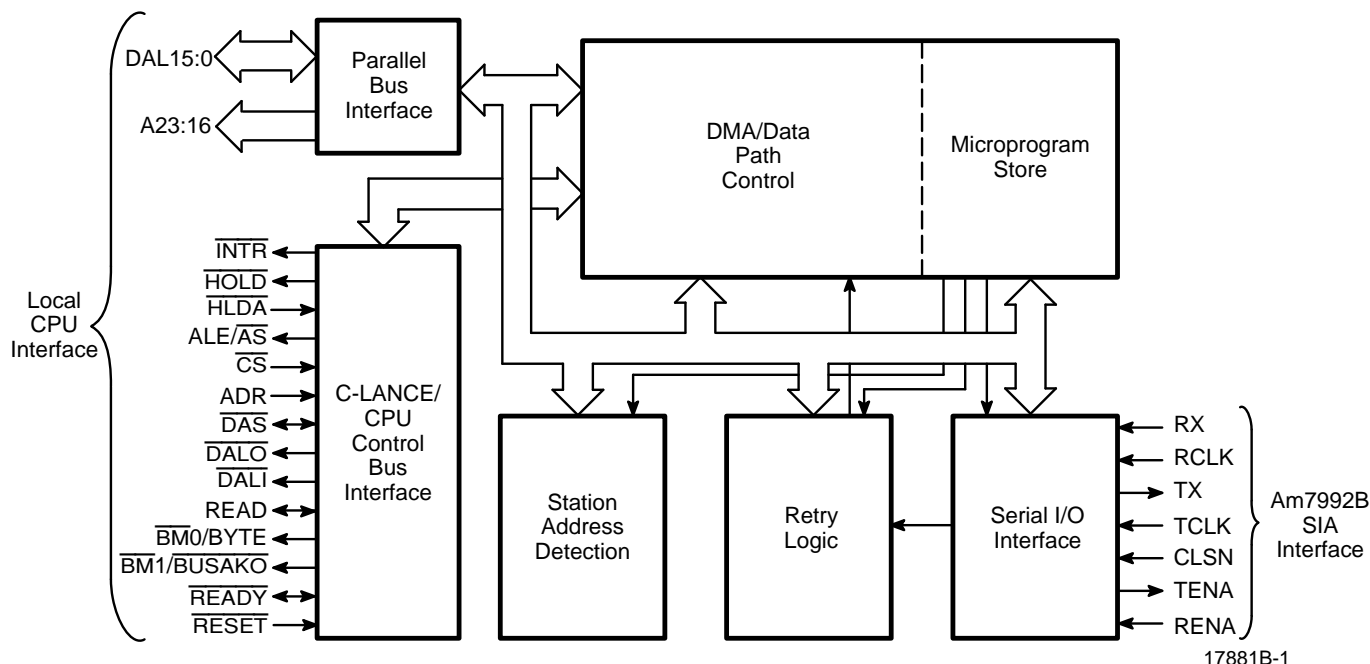 DAL15:0
A23:16
Parallel
Bus
Interface
DMA/Data
Path
Control
Microprogram
Store
Local
CPU
Interface
INTR
HOLD
HLDA
ALE/AS
CS
ADR
DAS
DALO
DALI
READ
BM0/BYTE
BM1/BUSAKO
READY
RESET
C-LANCE/
CPU
Control
Bus
Interface
Station
Address
Detection
Retry
Logic
Serial I/O
Interface
RX
RCLK
TX
TCLK
CLSN
TENA
RENA
Am7992B
SIA
Interface
17881B-1